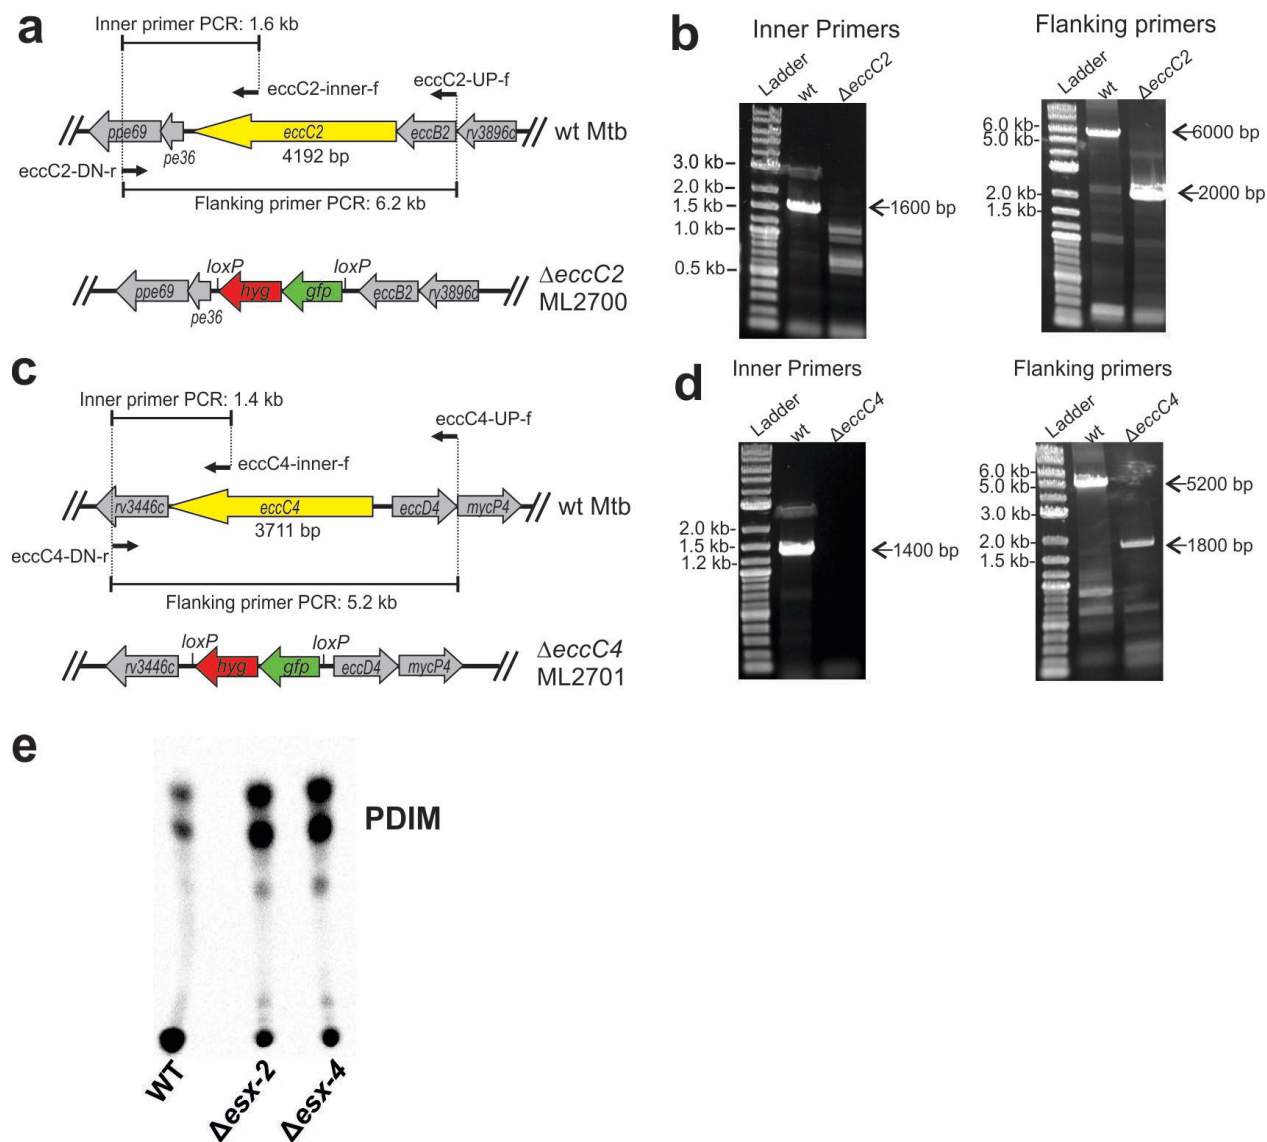 a
Inner primer PCR: 1.6 kb
eccC2-inner-f
eccC2-UP-f
ppe69
pe36
eccC2
4192 bp
eccB2
rv3896c
wt Mtb
eccC2-DN-r
Flanking primer PCR: 6.2 kb
loxP
loxP
ppe69
pe36
hyg
gfp
eccB2
rv3896c
ΔeccC2
ML2700
b
Inner Primers
Ladder
wt
ΔeccC2
3.0 kb
2.0 kb
1.5 kb
1.0 kb
0.5 kb
1600 bp
Flanking primers
Ladder
wt
ΔeccC2
6.0 kb
5.0 kb
2.0 kb
1.5 kb
6000 bp
2000 bp
c
Inner primer PCR: 1.4 kb
eccC4-UP-f
eccC4-inner-f
rv3446c
eccC4
3711 bp
eccD4
mycP4
wt Mtb
eccC4-DN-r
Flanking primer PCR: 5.2 kb
loxP
loxP
rv3446c
hyg
gfp
eccD4
mycP4
ΔeccC4
ML2701
d
Inner Primers
Ladder
wt
ΔeccC4
2.0 kb
1.5 kb
1.2 kb
1400 bp
Flanking primers
Ladder
wt
ΔeccC4
6.0 kb
5.0 kb
3.0 kb
2.0 kb
1.5 kb
5200 bp
1800 bp
e
PDIM
WT
Δesx-2
Δesx-4